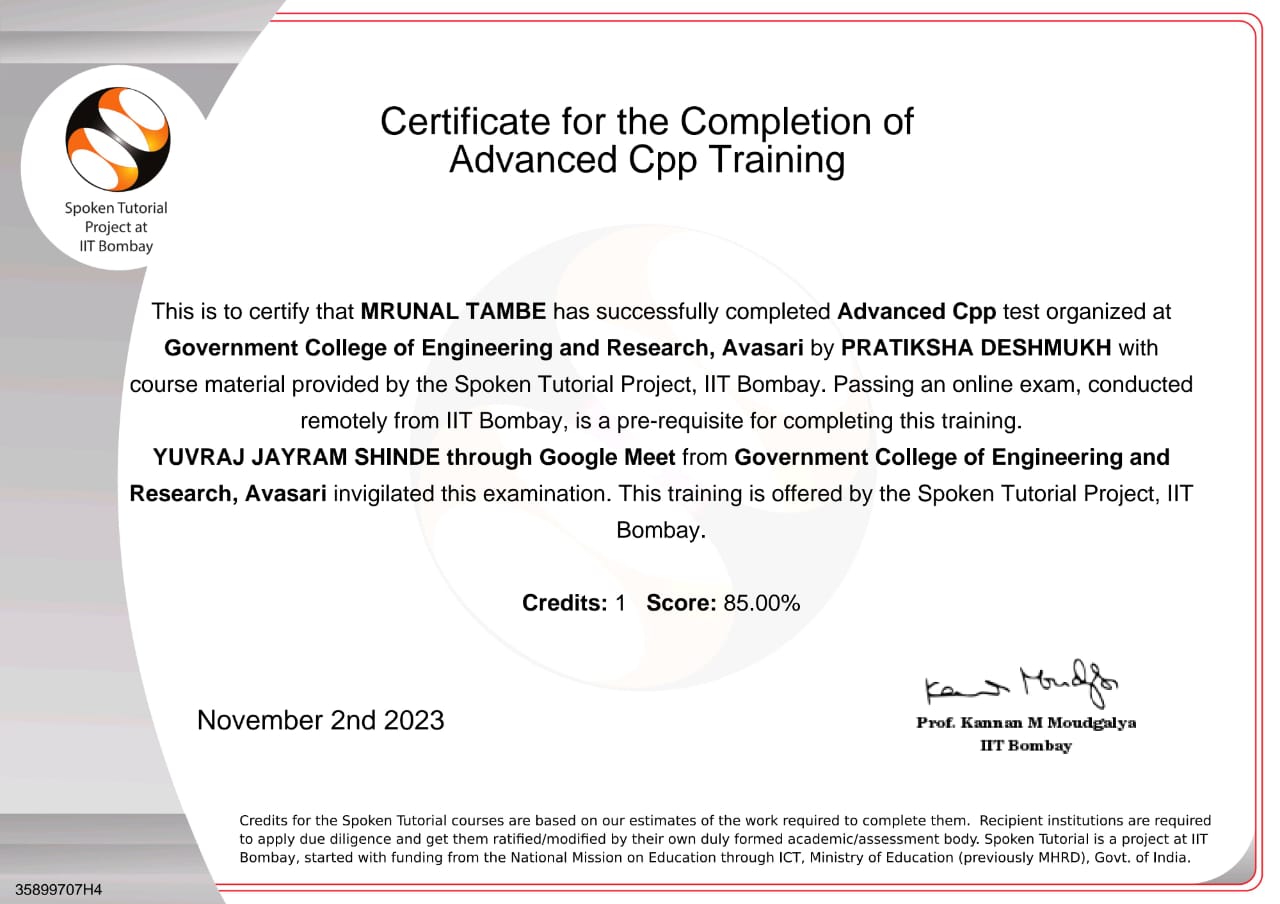 Certificate for the Completion of
Advanced Cpp Training
Spoken Tutorial
Project at
IIT Bombay
This is to certify that MRUNAL TAMBE has successfully completed Advanced Cpp test organized at
Government College of Engineering and Research, Avasari by PRATIKSHA DESHMUKH with
course material provided by the Spoken Tutorial Project, IIT Bombay. Passing an online exam, conducted
remotely from IIT Bombay, is a pre-requisite for completing this training.
YUVRAJ JAYRAM SHINDE through Google Meet from Government College of Engineering and
Research, Avasari invigilated this examination. This training is offered by the Spoken Tutorial Project, IIT
Bombay.
Credits: 1 Score: 85.00%
November 2nd 2023
Kannan Moudgalya
Prof. Kannan M Moudgalya
IIT Bombay
Credits for the Spoken Tutorial courses are based on our estimates of the work required to complete them. Recipient institutions are required
to apply due diligence and get them ratified/modified by their own duly formed academic/assessment body. Spoken Tutorial is a project at IIT
Bombay, started with funding from the National Mission on Education through ICT, Ministry of Education (previously MHRD), Govt. of India.
35899707H4